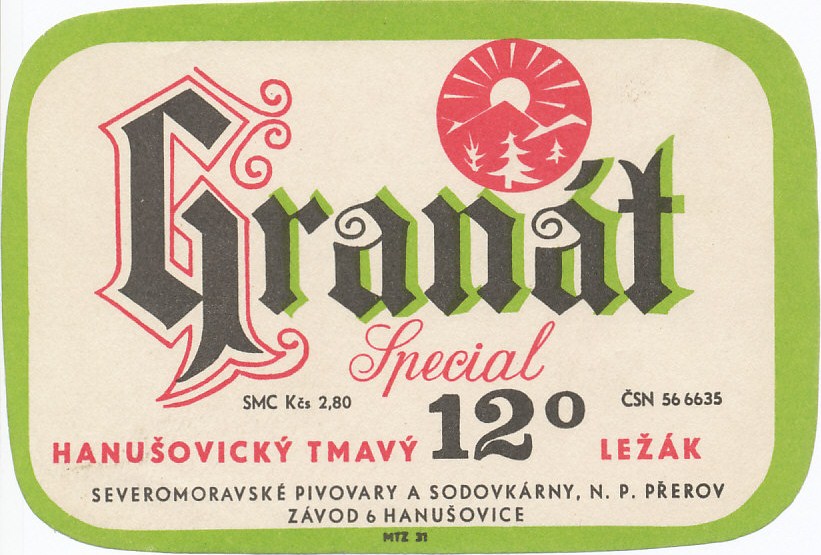 Granát
Special
SMC Kčs 2,80
12º
ČSN 56 6635
HANUŠOVICKÝ TMAVÝ LEŽÁK
SEVEROMORAVSKÉ PIVOVARY A SODOVKÁRNY, N. P. PŘEROV
ZÁVOD 6 HANUŠOVICE
MTZ 31